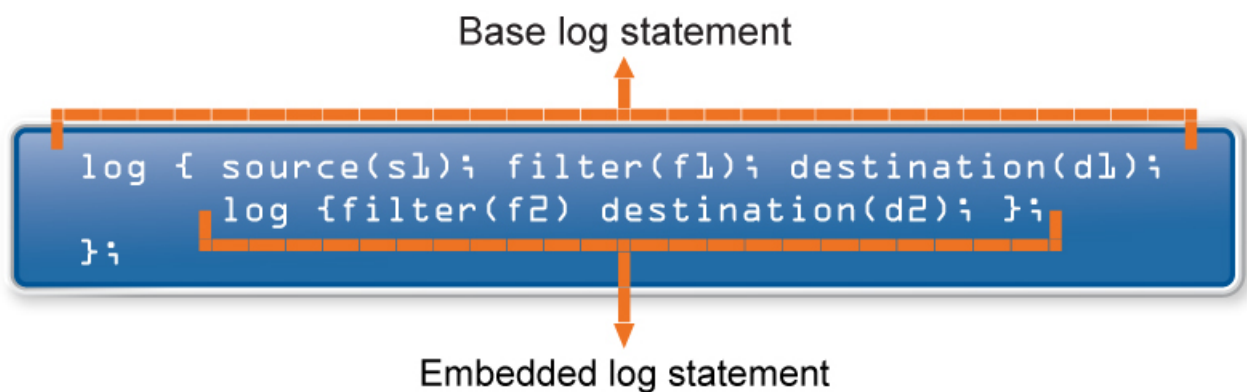 Base log statement
log { source(s1); filter(f1); destination(d1);
log {filter(f2) destination(d2); };
};
Embedded log statement